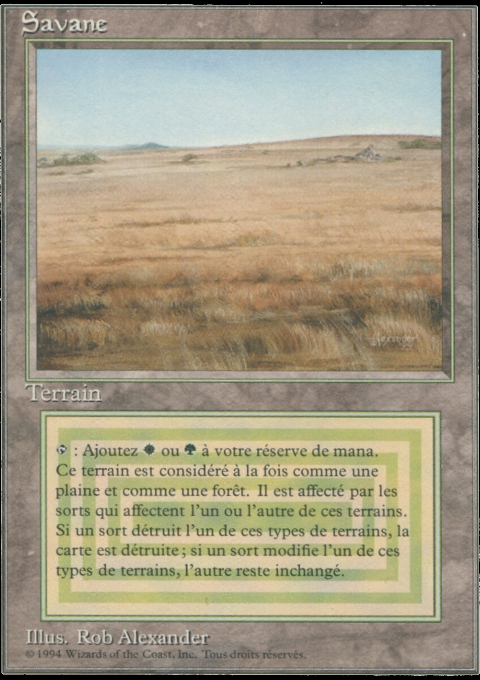 Savane
Alexander
Terrain
: Ajoutez ou à votre réserve de mana.
Ce terrain est considéré à la fois comme une
plaine et comme une forêt. Il est affecté par les
sorts qui affectent l'un ou l'autre de ces terrains.
Si un sort détruit l'un de ces types de terrains, la
carte est détruite ; si un sort modifie l'un de ces
types de terrains, l'autre reste inchangé.
Illus. Rob Alexander
© 1994 Wizards of the Coast, Inc. Tous droits réservés.